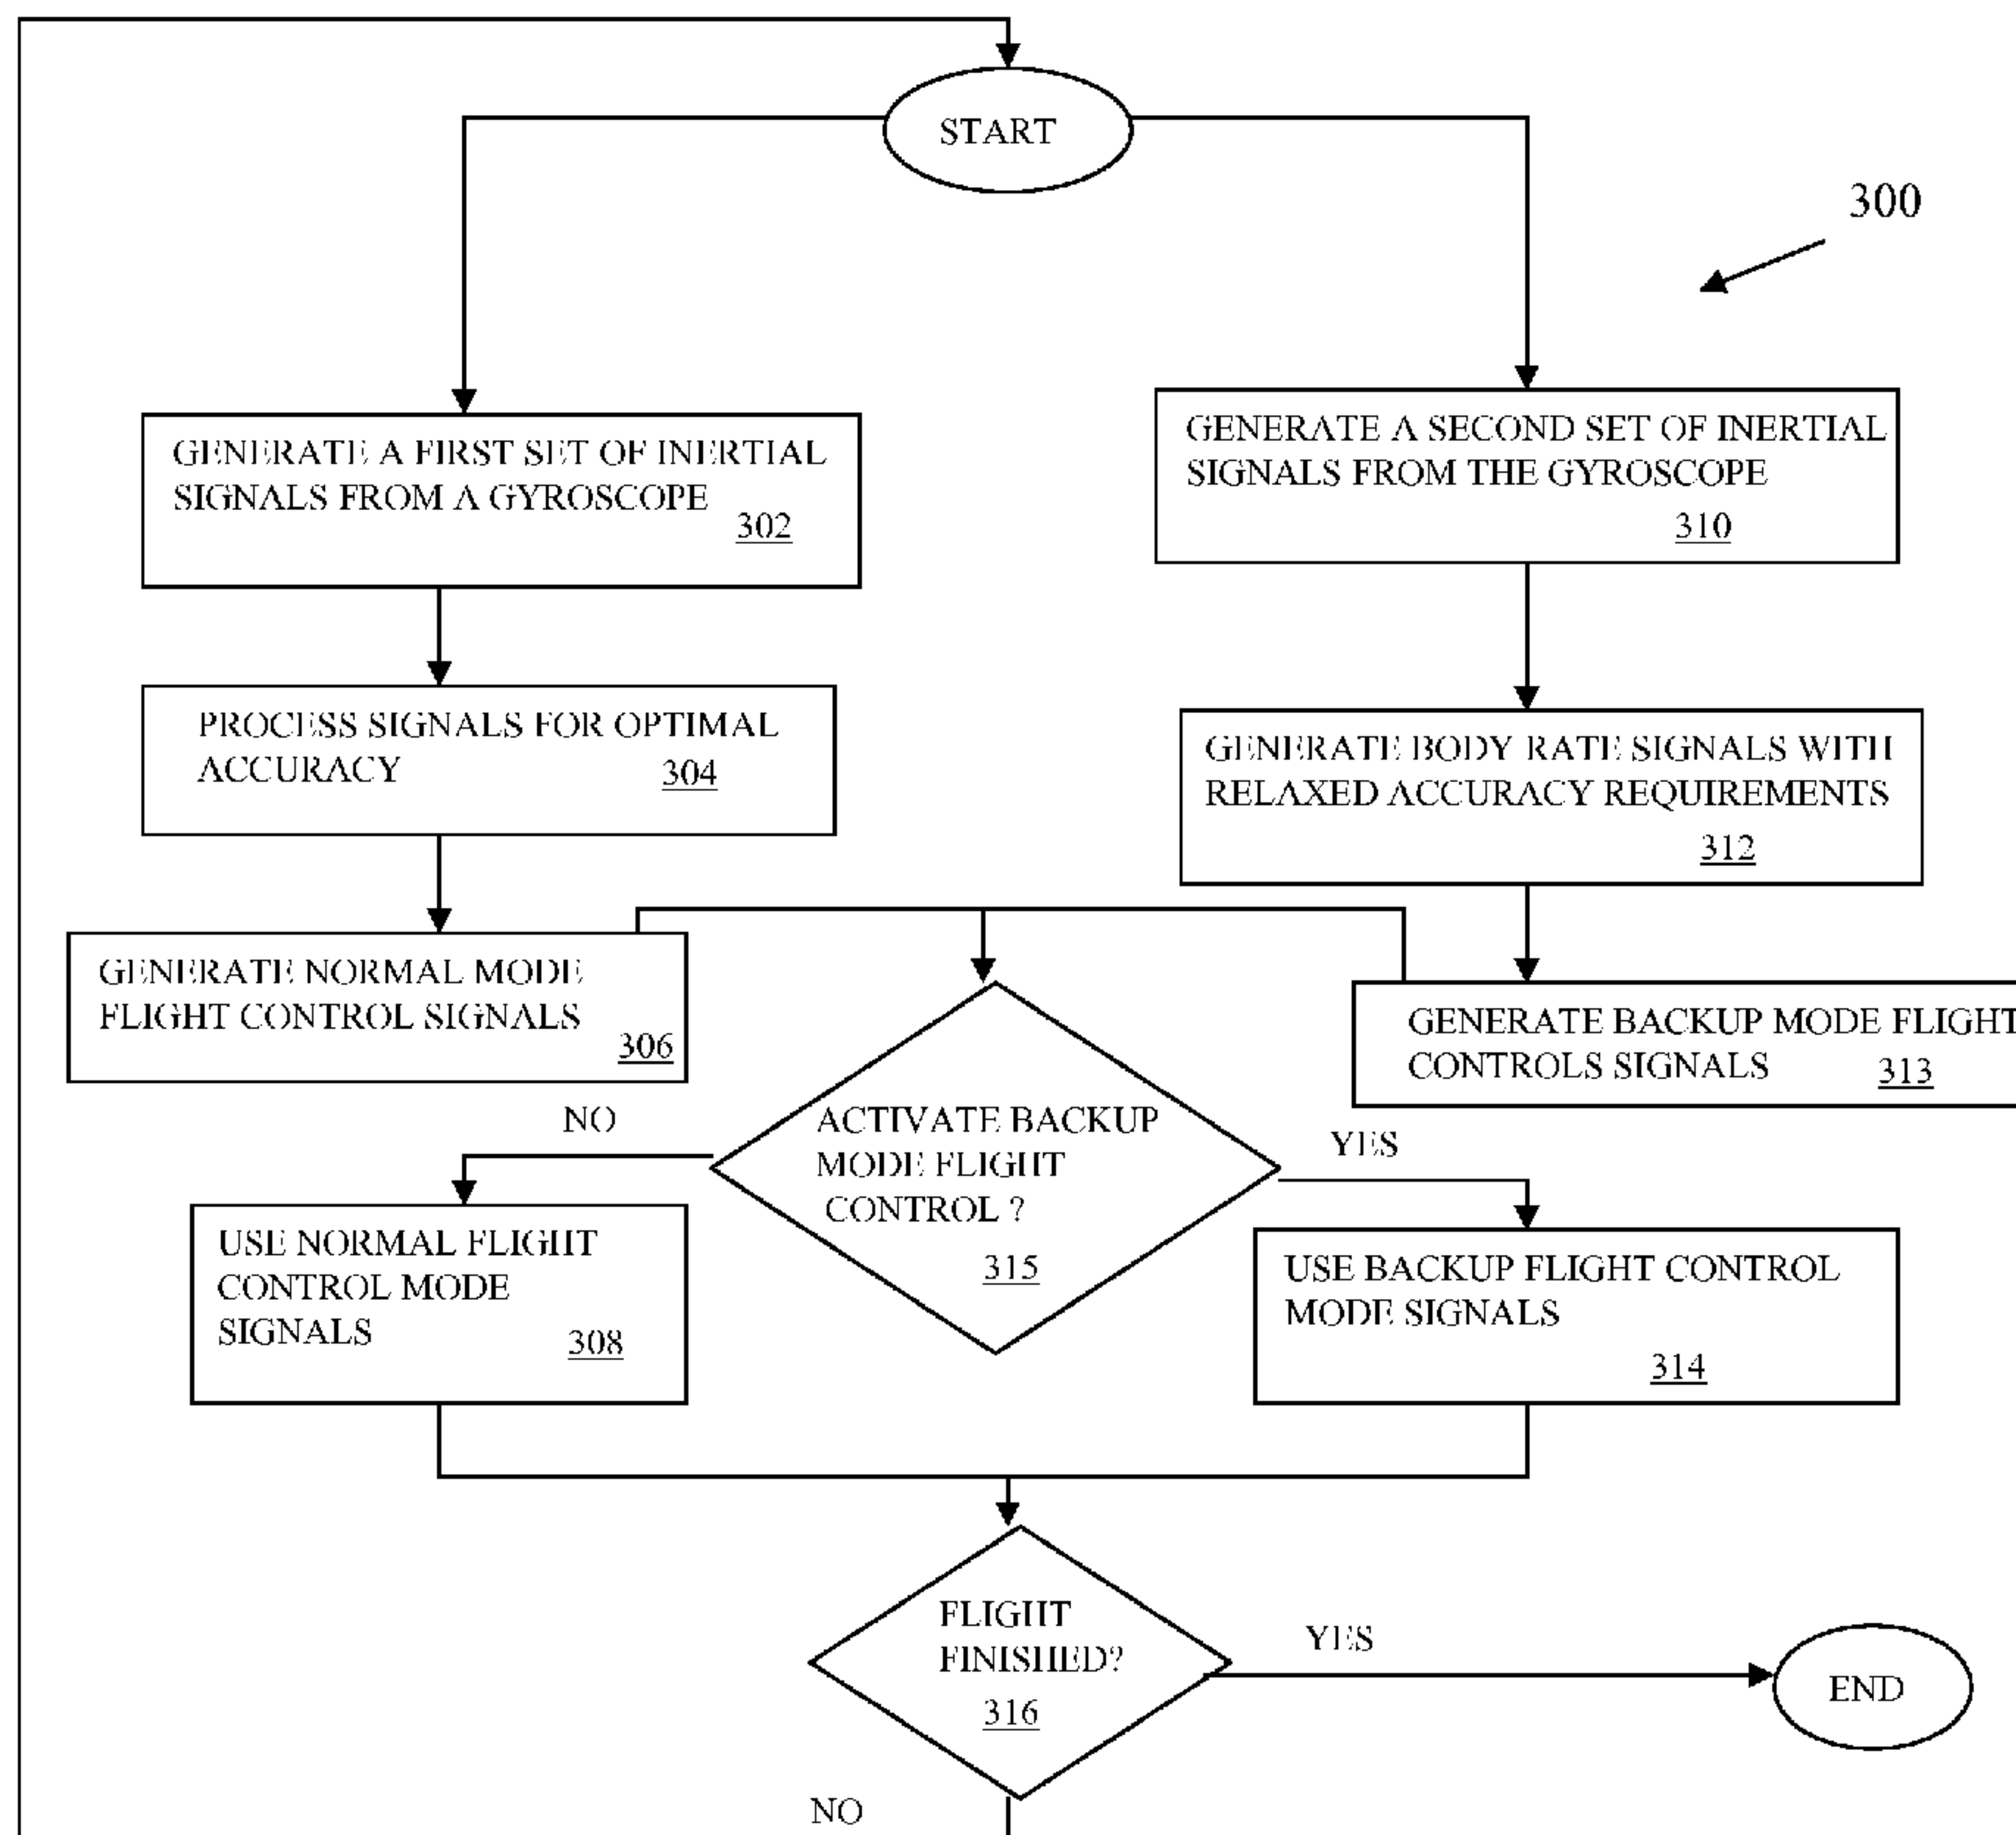 START
300
GENERATE A FIRST SET OF INERTIAL
SIGNALS FROM A GYROSCOPE
302
GENERATE A SECOND SET OF INERTIAL
SIGNALS FROM THE GYROSCOPE
310
PROCESS SIGNALS FOR OPTIMAL
ACCURACY
304
GENERATE BODY RATE SIGNALS WITH
RELAXED ACCURACY REQUIREMENTS
312
GENERATE NORMAL MODE
FLIGHT CONTROL SIGNALS
306
GENERATE BACKUP MODE FLIGHT
CONTROLS SIGNALS
313
NO
ACTIVATE BACKUP
MODE FLIGHT
CONTROL ?
315
YES
USE NORMAL FLIGHT
CONTROL MODE
SIGNALS
308
USE BACKUP FLIGHT CONTROL
MODE SIGNALS
314
FLIGHT
FINISHED?
316
YES
END
NO